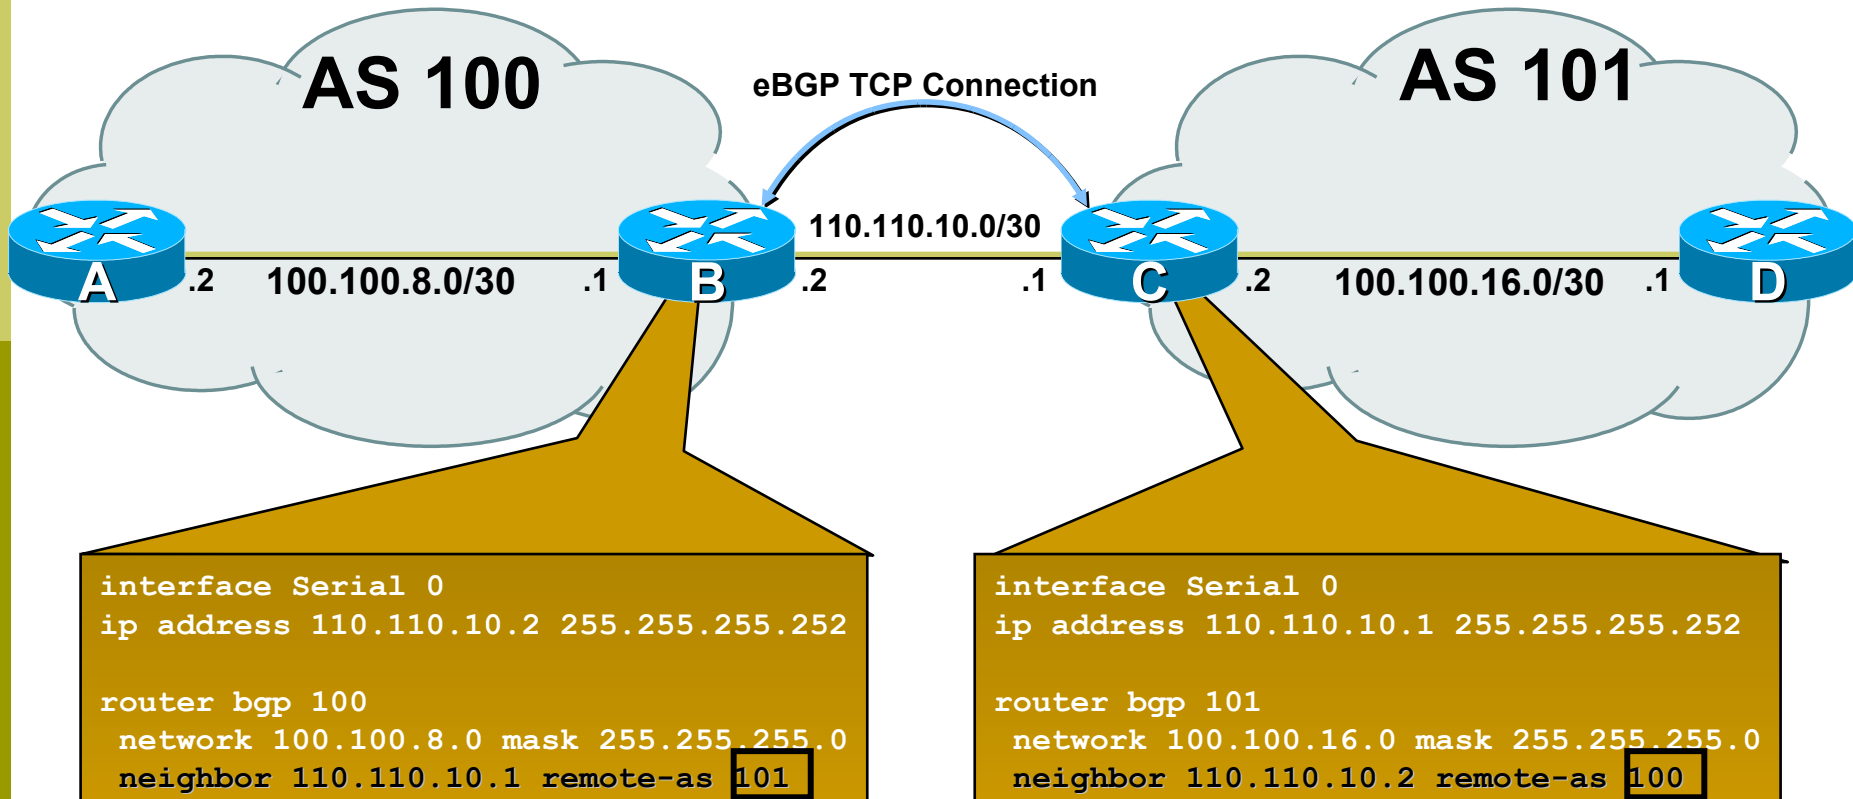 AS 100
AS 101
eBGP TCP Connection
110.110.10.0/30
A
.2
100.100.8.0/30
.1
B
.2
.1
C
.2
100.100.16.0/30
.1
D
interface Serial 0
ip address 110.110.10.2 255.255.255.252
router bgp 100
network 100.100.8.0 mask 255.255.255.0
neighbor 110.110.10.1 remote-as 101
interface Serial 0
ip address 110.110.10.1 255.255.255.252
router bgp 101
network 100.100.16.0 mask 255.255.255.0
neighbor 110.110.10.2 remote-as 100